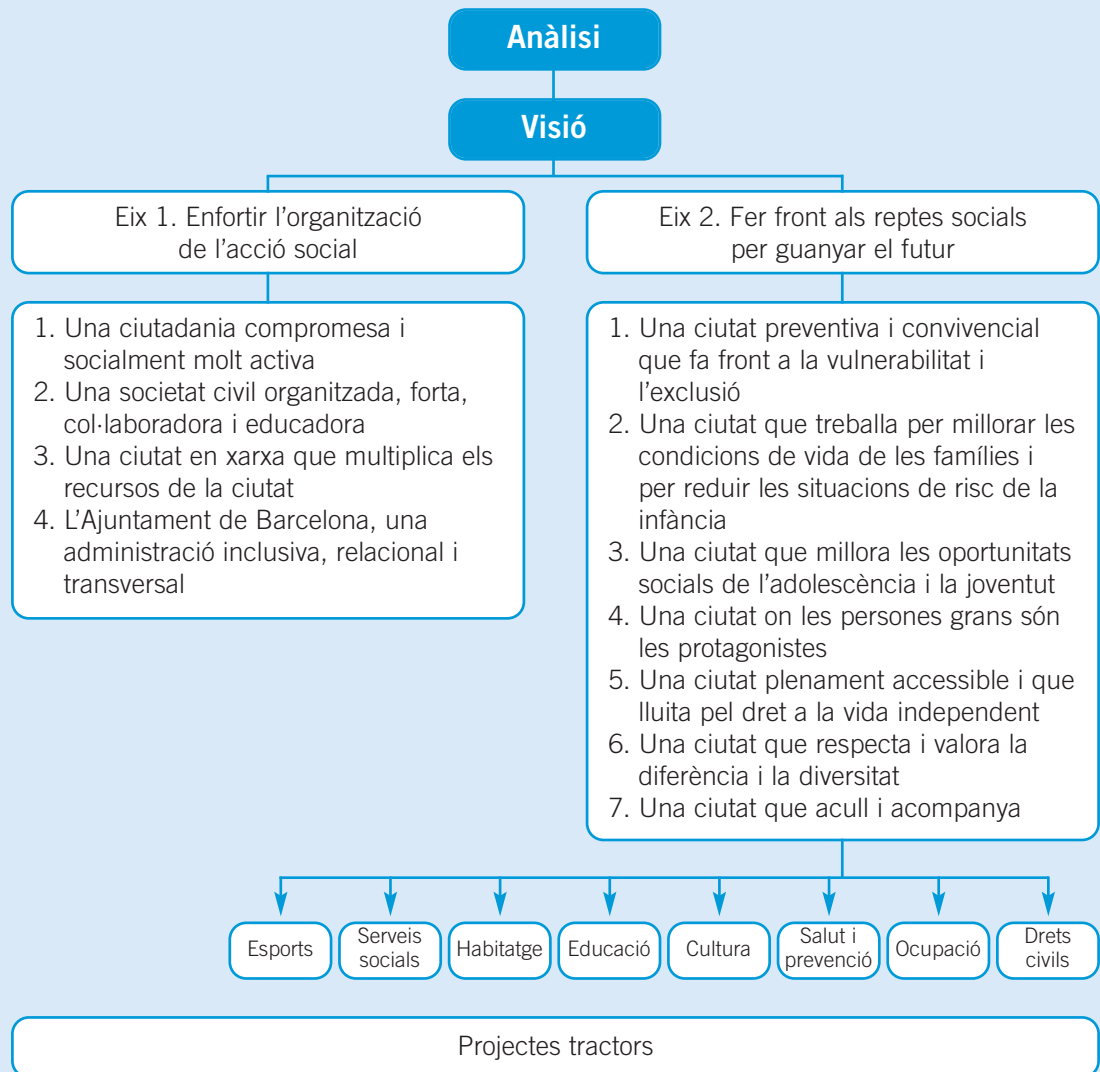 Anàlisi
Visió
Eix 1. Enfortir l'organització
de l'acció social
1. Una ciutadania compromesa i
socialment molt activa
2. Una societat civil organitzada, forta,
col·laboradora i educadora
3. Una ciutat en xarxa que multiplica els
recursos de la ciutat
4. L'Ajuntament de Barcelona, una
administració inclusiva, relacional i
transversal
Eix 2. Fer front als reptes socials
per guanyar el futur
1. Una ciutat preventiva i convivencial
que fa front a la vulnerabilitat i
l'exclusió
2. Una ciutat que treballa per millorar les
condicions de vida de les famílies i
per reduir les situacions de risc de la
infància
3. Una ciutat que millora les oportunitats
socials de l'adolescència i la joventut
4. Una ciutat on les persones grans són
les protagonistes
5. Una ciutat plenament accessible i que
lluita pel dret a la vida independent
6. Una ciutat que respecta i valora la
diferència i la diversitat
7. Una ciutat que acull i acompanya
Esports
Serveis
socials
Habitatge
Educació
Cultura
Salut i
prevenció
Ocupació
Drets
civils
Projectes tractors